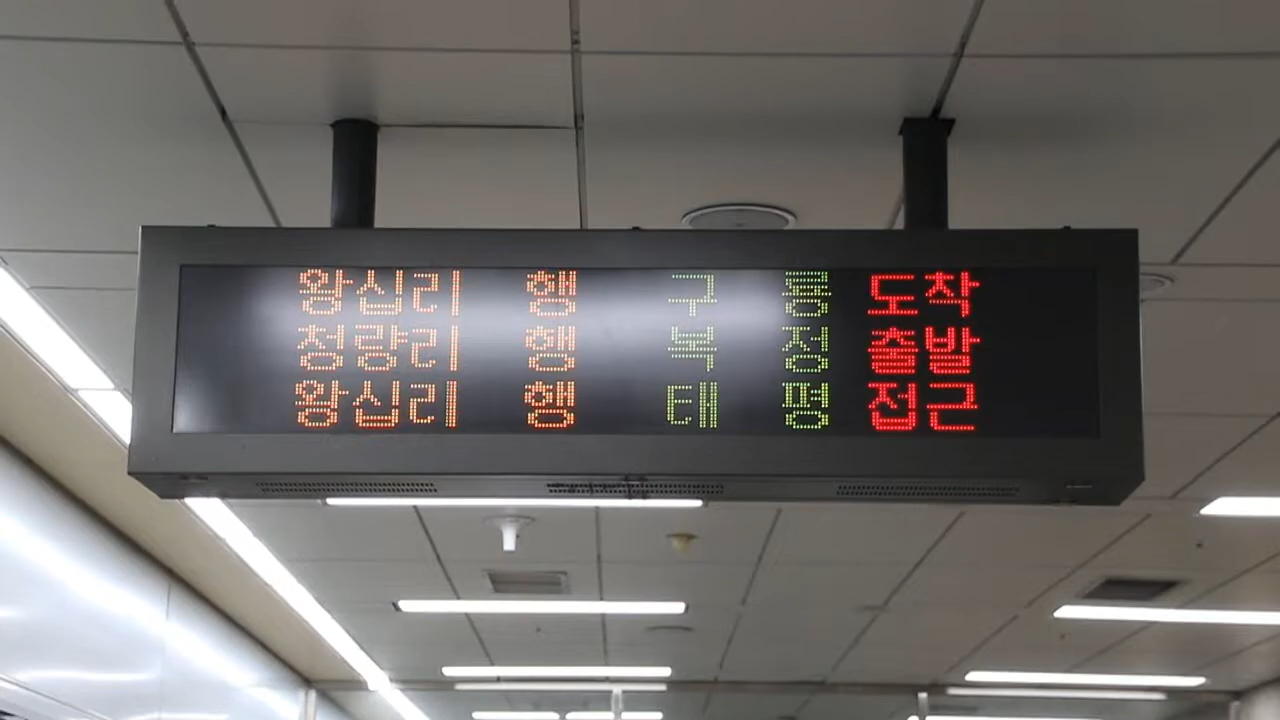 왕십리 행 구 룡 도착
청량리 행 복 정 출발
왕십리 행 태 평 접근